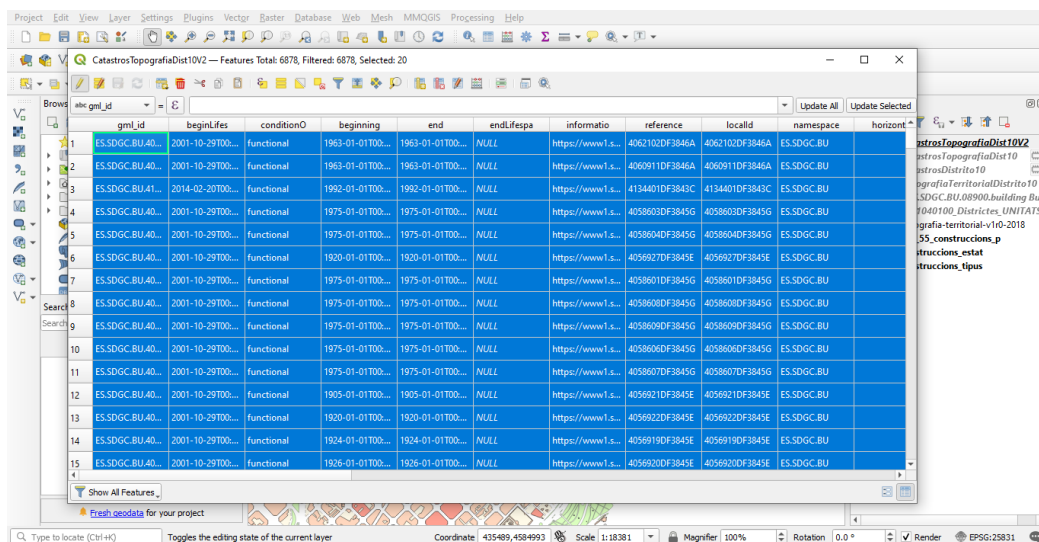 Project Edit View Layer Settings Plugins Vector Raster Database Web Mesh MMQGIS Processing Help
CatastrosTopografiaDist10V2 — Features Total: 6878, Filtered: 6878, Selected: 20
Brows
abc gml_id = ε Update All Update Selected
gml_id beginLifes conditionO beginning end endLifespa informatio reference localId namespace horizont
1 ES.SDGC.BU.40... 2001-10-29T00:... functional 1963-01-01T00:... 1963-01-01T00:... NULL https://www1.s... 4062102DF3846A 4062102DF3846A ES.SDGC.BU
2 ES.SDGC.BU.40... 2001-10-29T00:... functional 1963-01-01T00:... 1963-01-01T00:... NULL https://www1.s... 4060911DF3846A 4060911DF3846A ES.SDGC.BU
3 ES.SDGC.BU.41... 2014-02-20T00:... functional 1992-01-01T00:... 1992-01-01T00:... NULL https://www1.s... 4134401DF3843C 4134401DF3843C ES.SDGC.BU
4 ES.SDGC.BU.40... 2001-10-29T00:... functional 1975-01-01T00:... 1975-01-01T00:... NULL https://www1.s... 4058603DF3845G 4058603DF3845G ES.SDGC.BU
5 ES.SDGC.BU.40... 2001-10-29T00:... functional 1975-01-01T00:... 1975-01-01T00:... NULL https://www1.s... 4058604DF3845G 4058604DF3845G ES.SDGC.BU
6 ES.SDGC.BU.40... 2001-10-29T00:... functional 1920-01-01T00:... 1920-01-01T00:... NULL https://www1.s... 4056927DF3845E 4056927DF3845E ES.SDGC.BU
7 ES.SDGC.BU.40... 2001-10-29T00:... functional 1975-01-01T00:... 1975-01-01T00:... NULL https://www1.s... 4058601DF3845G 4058601DF3845G ES.SDGC.BU
8 ES.SDGC.BU.40... 2001-10-29T00:... functional 1975-01-01T00:... 1975-01-01T00:... NULL https://www1.s... 4058608DF3845G 4058608DF3845G ES.SDGC.BU
9 ES.SDGC.BU.40... 2001-10-29T00:... functional 1975-01-01T00:... 1975-01-01T00:... NULL https://www1.s... 4058609DF3845G 4058609DF3845G ES.SDGC.BU
10 ES.SDGC.BU.40... 2001-10-29T00:... functional 1975-01-01T00:... 1975-01-01T00:... NULL https://www1.s... 4058606DF3845G 4058606DF3845G ES.SDGC.BU
11 ES.SDGC.BU.40... 2001-10-29T00:... functional 1975-01-01T00:... 1975-01-01T00:... NULL https://www1.s... 4058607DF3845G 4058607DF3845G ES.SDGC.BU
12 ES.SDGC.BU.40... 2001-10-29T00:... functional 1905-01-01T00:... 1905-01-01T00:... NULL https://www1.s... 4056921DF3845E 4056921DF3845E ES.SDGC.BU
13 ES.SDGC.BU.40... 2001-10-29T00:... functional 1920-01-01T00:... 1920-01-01T00:... NULL https://www1.s... 4056922DF3845E 4056922DF3845E ES.SDGC.BU
14 ES.SDGC.BU.40... 2001-10-29T00:... functional 1924-01-01T00:... 1924-01-01T00:... NULL https://www1.s... 4056919DF3845E 4056919DF3845E ES.SDGC.BU
15 ES.SDGC.BU.40... 2001-10-29T00:... functional 1926-01-01T00:... 1926-01-01T00:... NULL https://www1.s... 4056920DF3845E 4056920DF3845E ES.SDGC.BU
Show All Features
Search
Search
astrosTopografiaDist10V2
astrosTopografiaDist10
astrosDistrito10
ografiaTerritorialDistrito10
.SDGC.BU.08900.building Bu
1040100_Districtes_UNITATS
ografia-territorial-v1r0-2018
_55_construccions_p
struccions_estat
struccions_tipus
Fresh geodata for your project
Type to locate (Ctrl+K) Toggles the editing state of the current layer Coordinate 435489,4584993 Scale 1:18381 Magnifier 100% Rotation 0.0 ° Render EPSG:25831